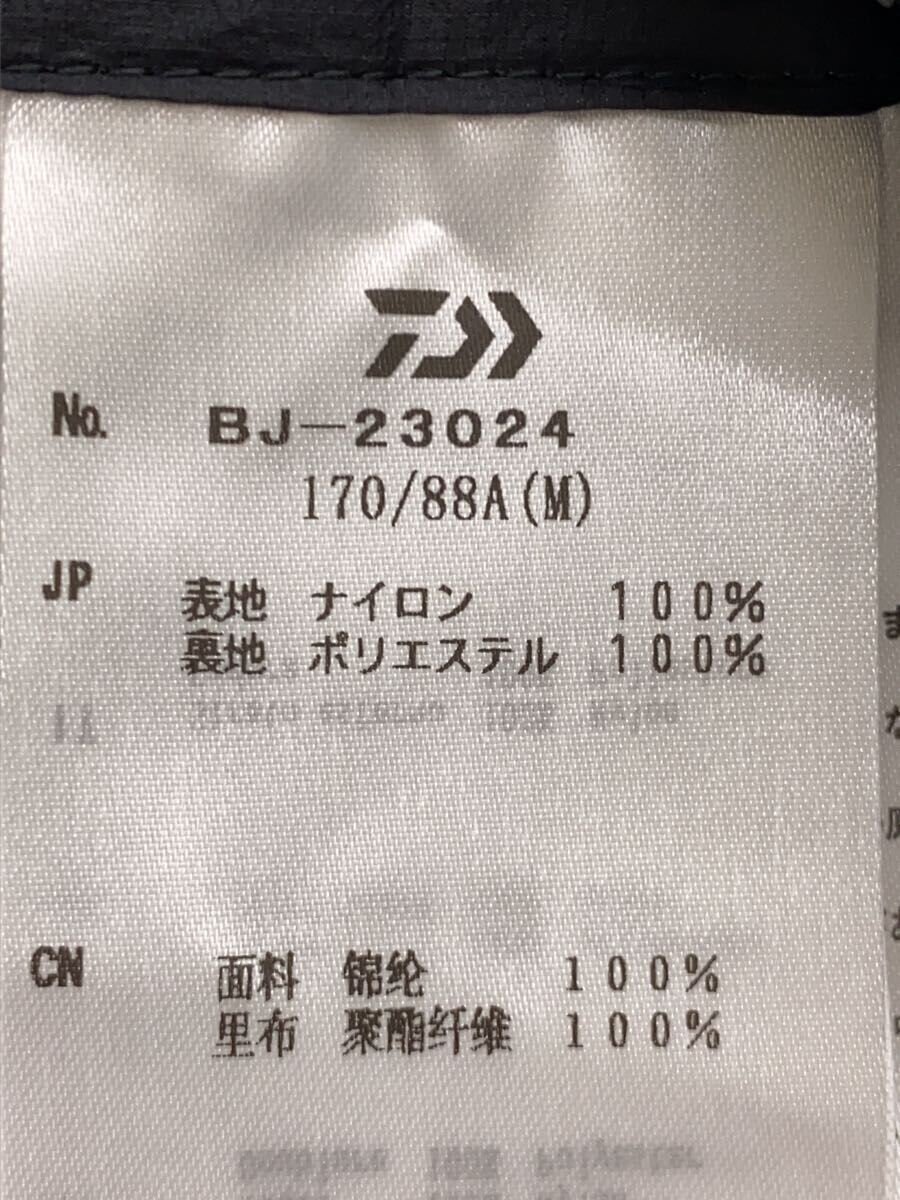 No. BJ-23024
170/88A(M)
JP 表地 ナイロン 100%
裏地 ポリエステル 100%
CN 面料 锦纶 100%
里布 聚酯纤维 100%